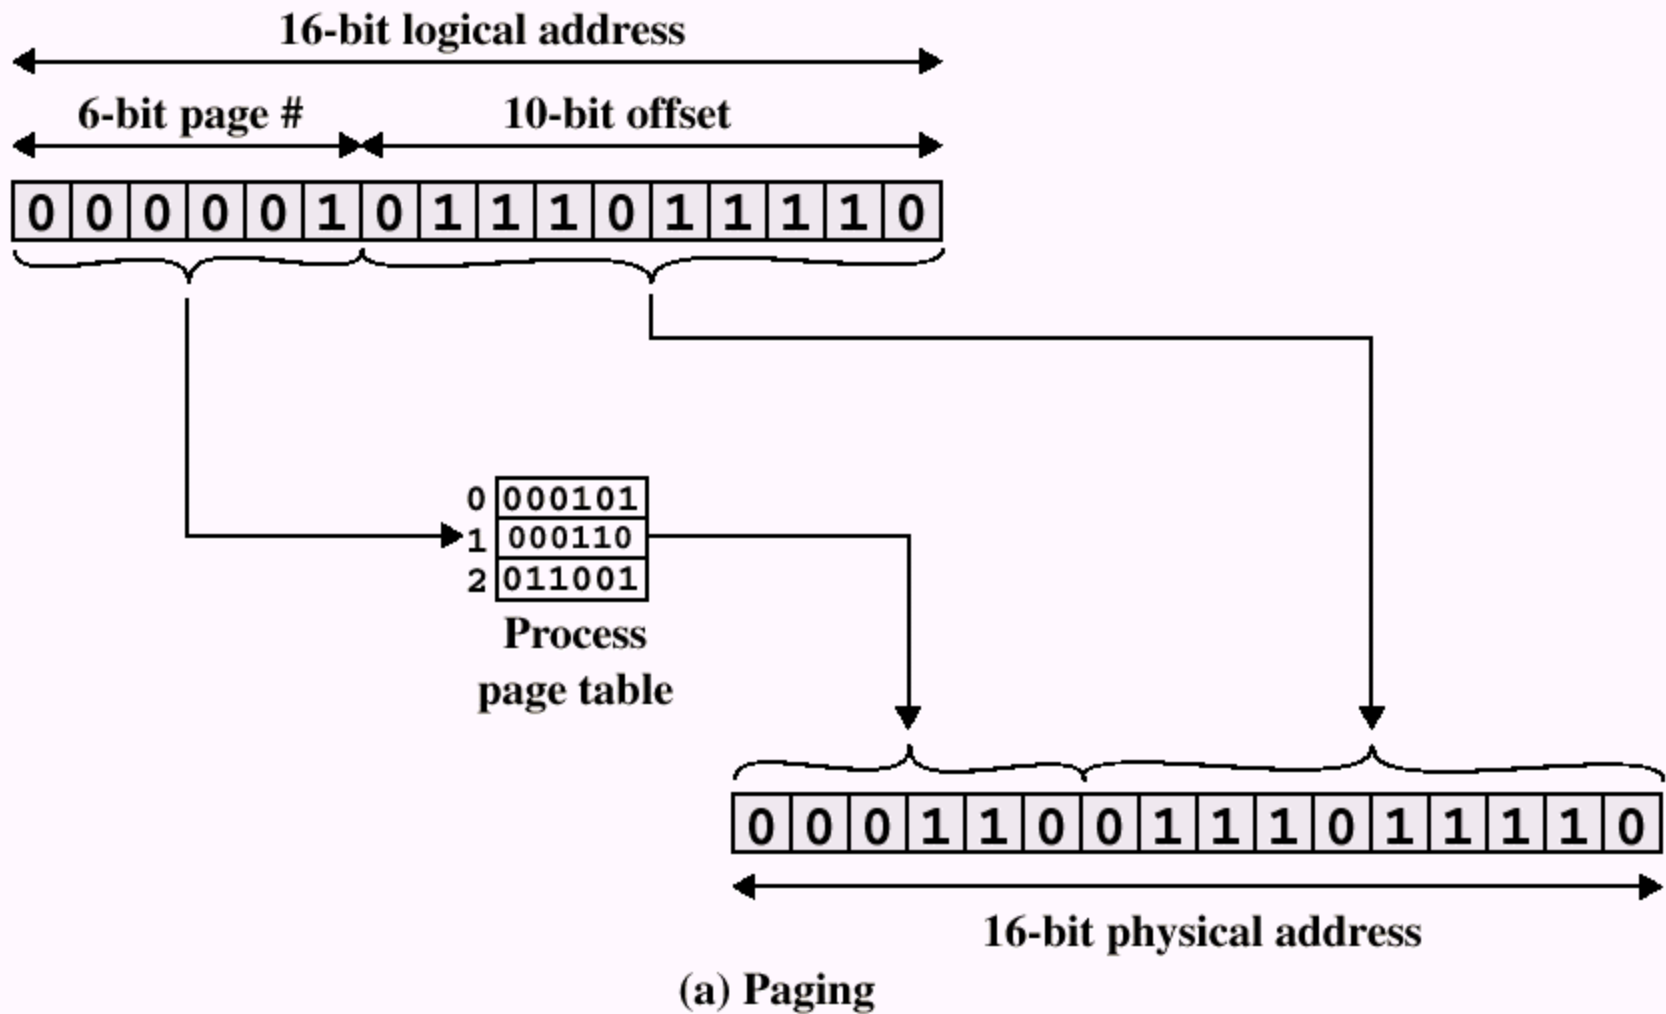 16-bit logical address
6-bit page # 10-bit offset
0 0 0 0 0 1 0 1 1 1 0 1 1 1 1 0
0 000101
1 000110
2 011001
Process
page table
0 0 0 1 1 0 0 1 1 1 0 1 1 1 1 0
16-bit physical address
(a) Paging